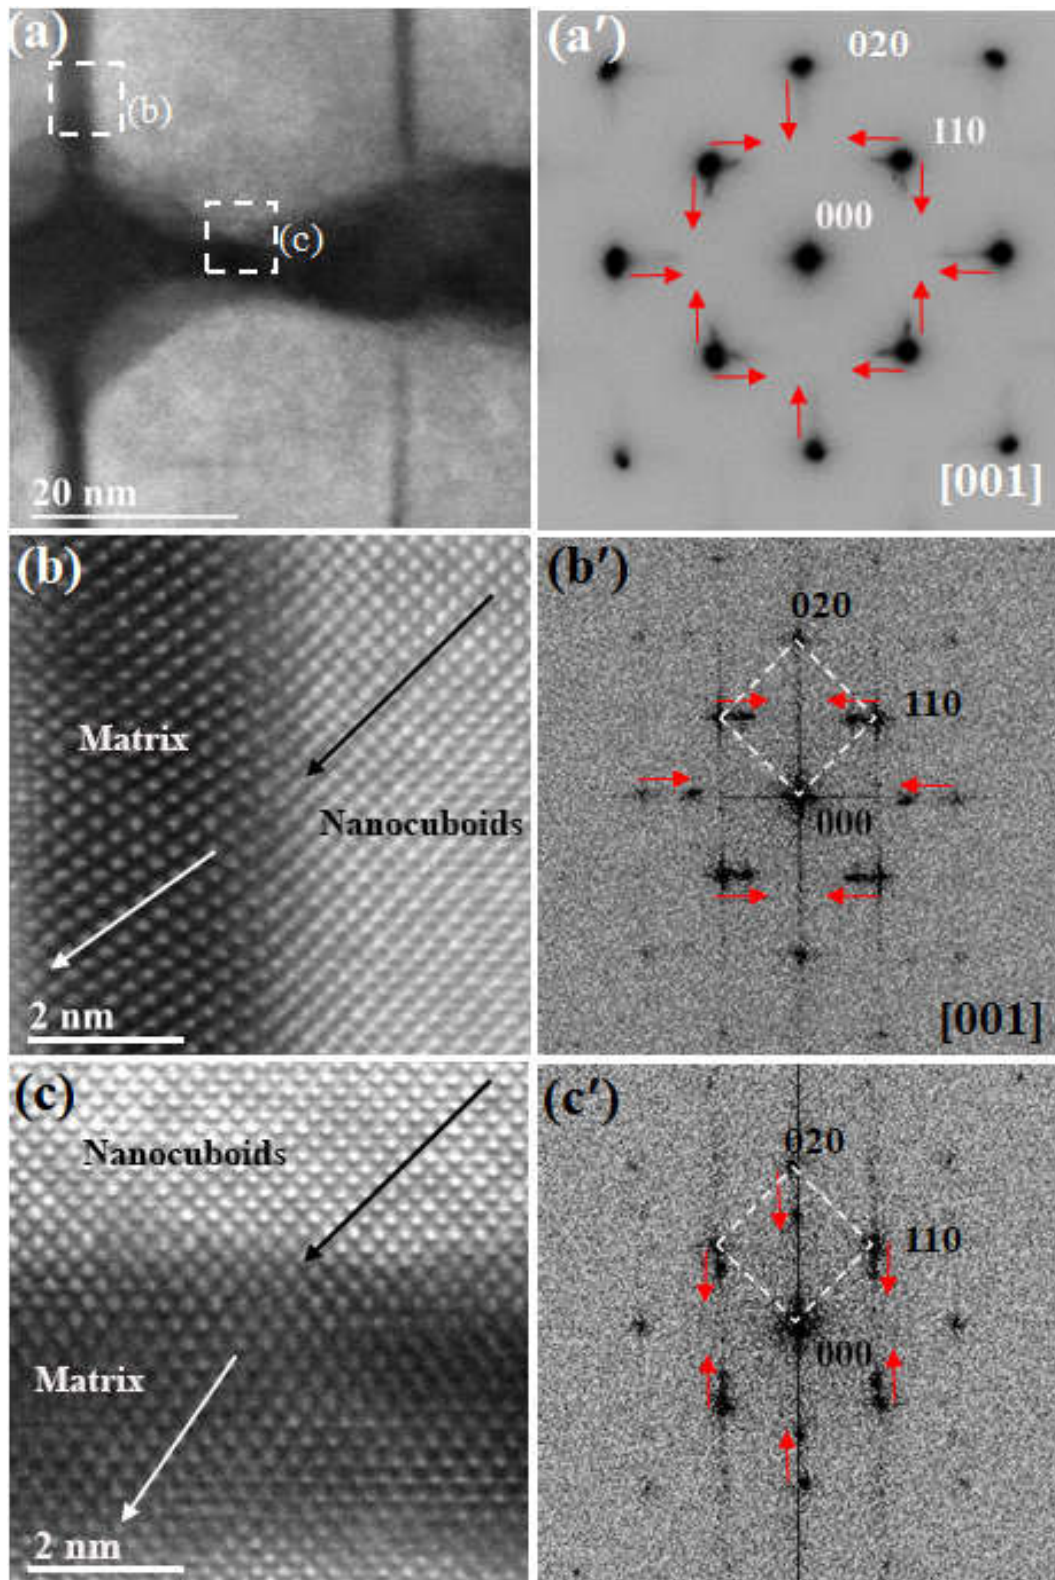 (a)
(b)
(c)
20 nm
(a′)
020
110
000
[001]
(b)
Matrix
Nanocuboids
2 nm
(b′)
020
110
000
[001]
(c)
Nanocuboids
Matrix
2 nm
(c′)
020
110
000